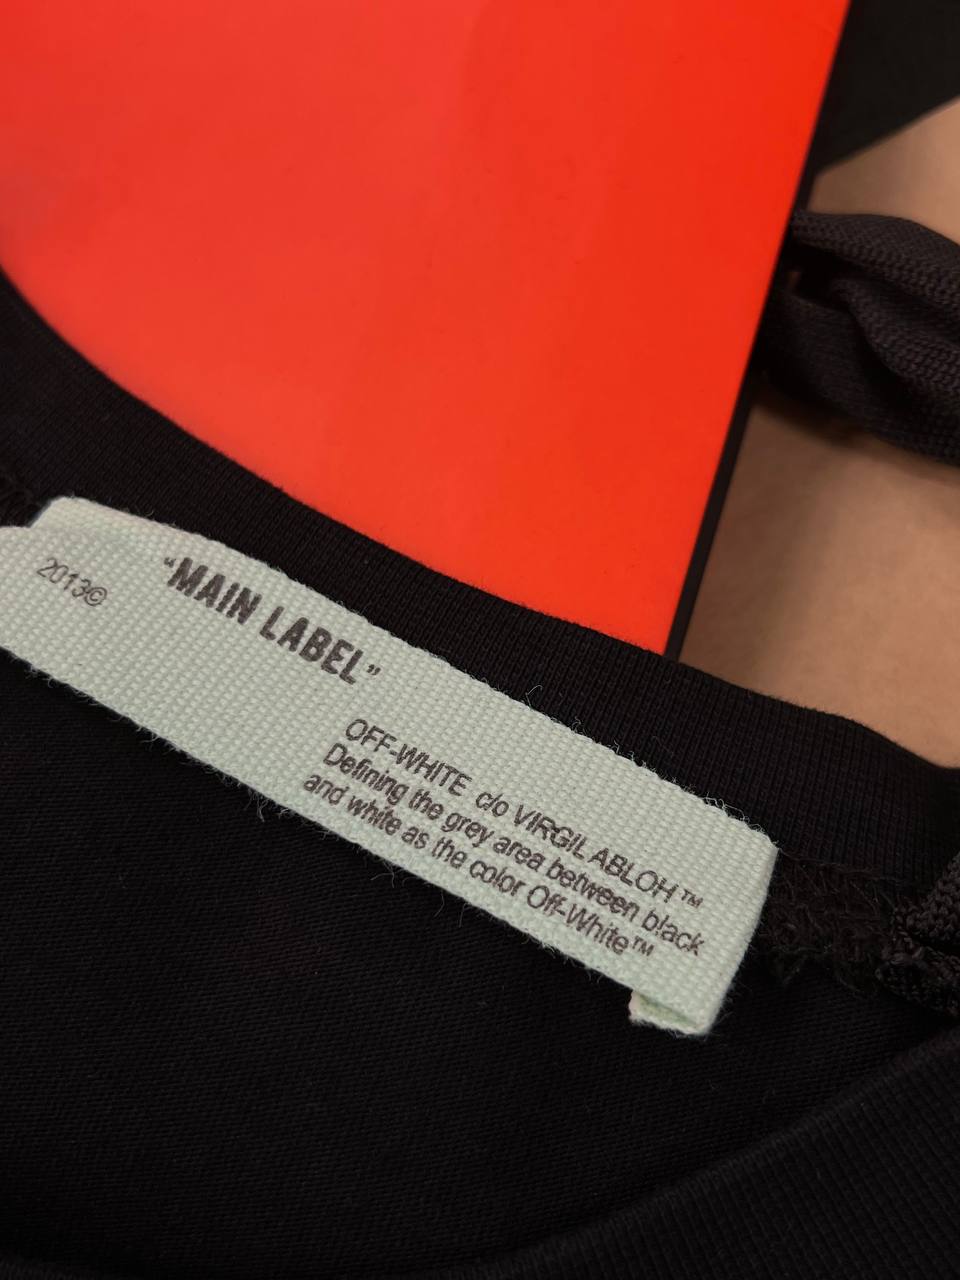 2013©
“MAIN LABEL”
OFF-WHITE c/o VIRGIL ABLOH™
Defining the grey area between black
and white as the color Off-White™